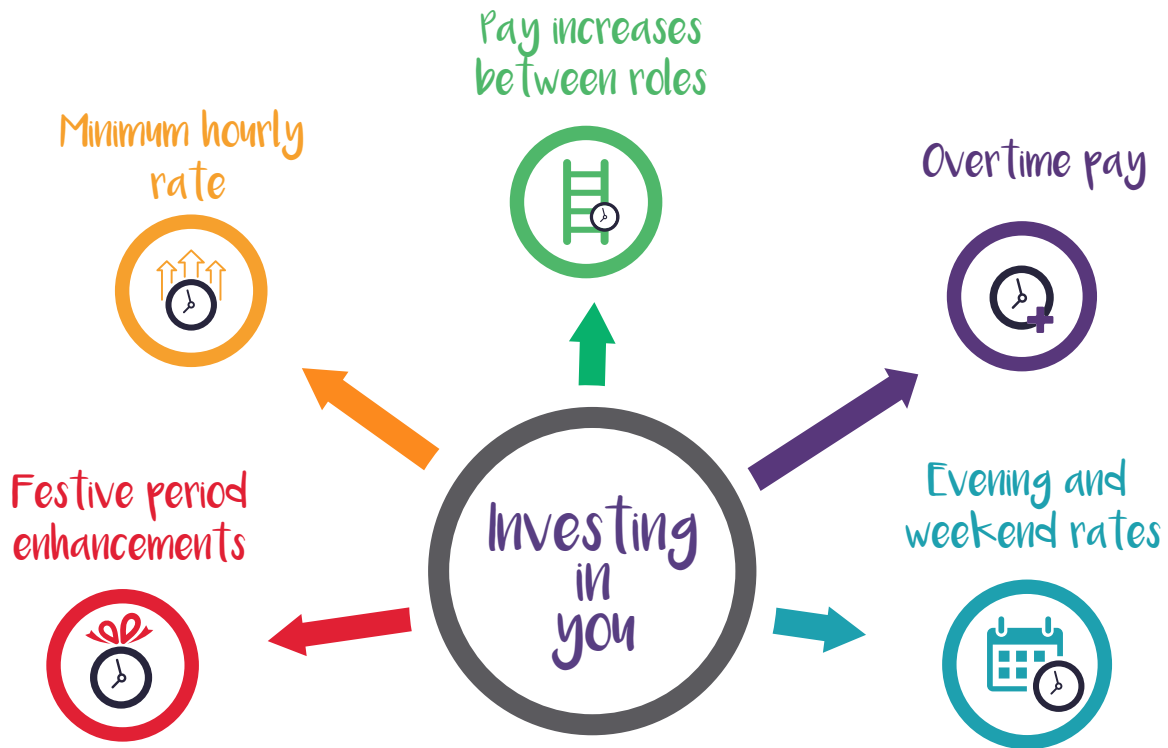 Pay increases
between roles
Minimum hourly
rate
Overtime pay
Festive period
enhancements
Investing
in
you
Evening and
weekend rates